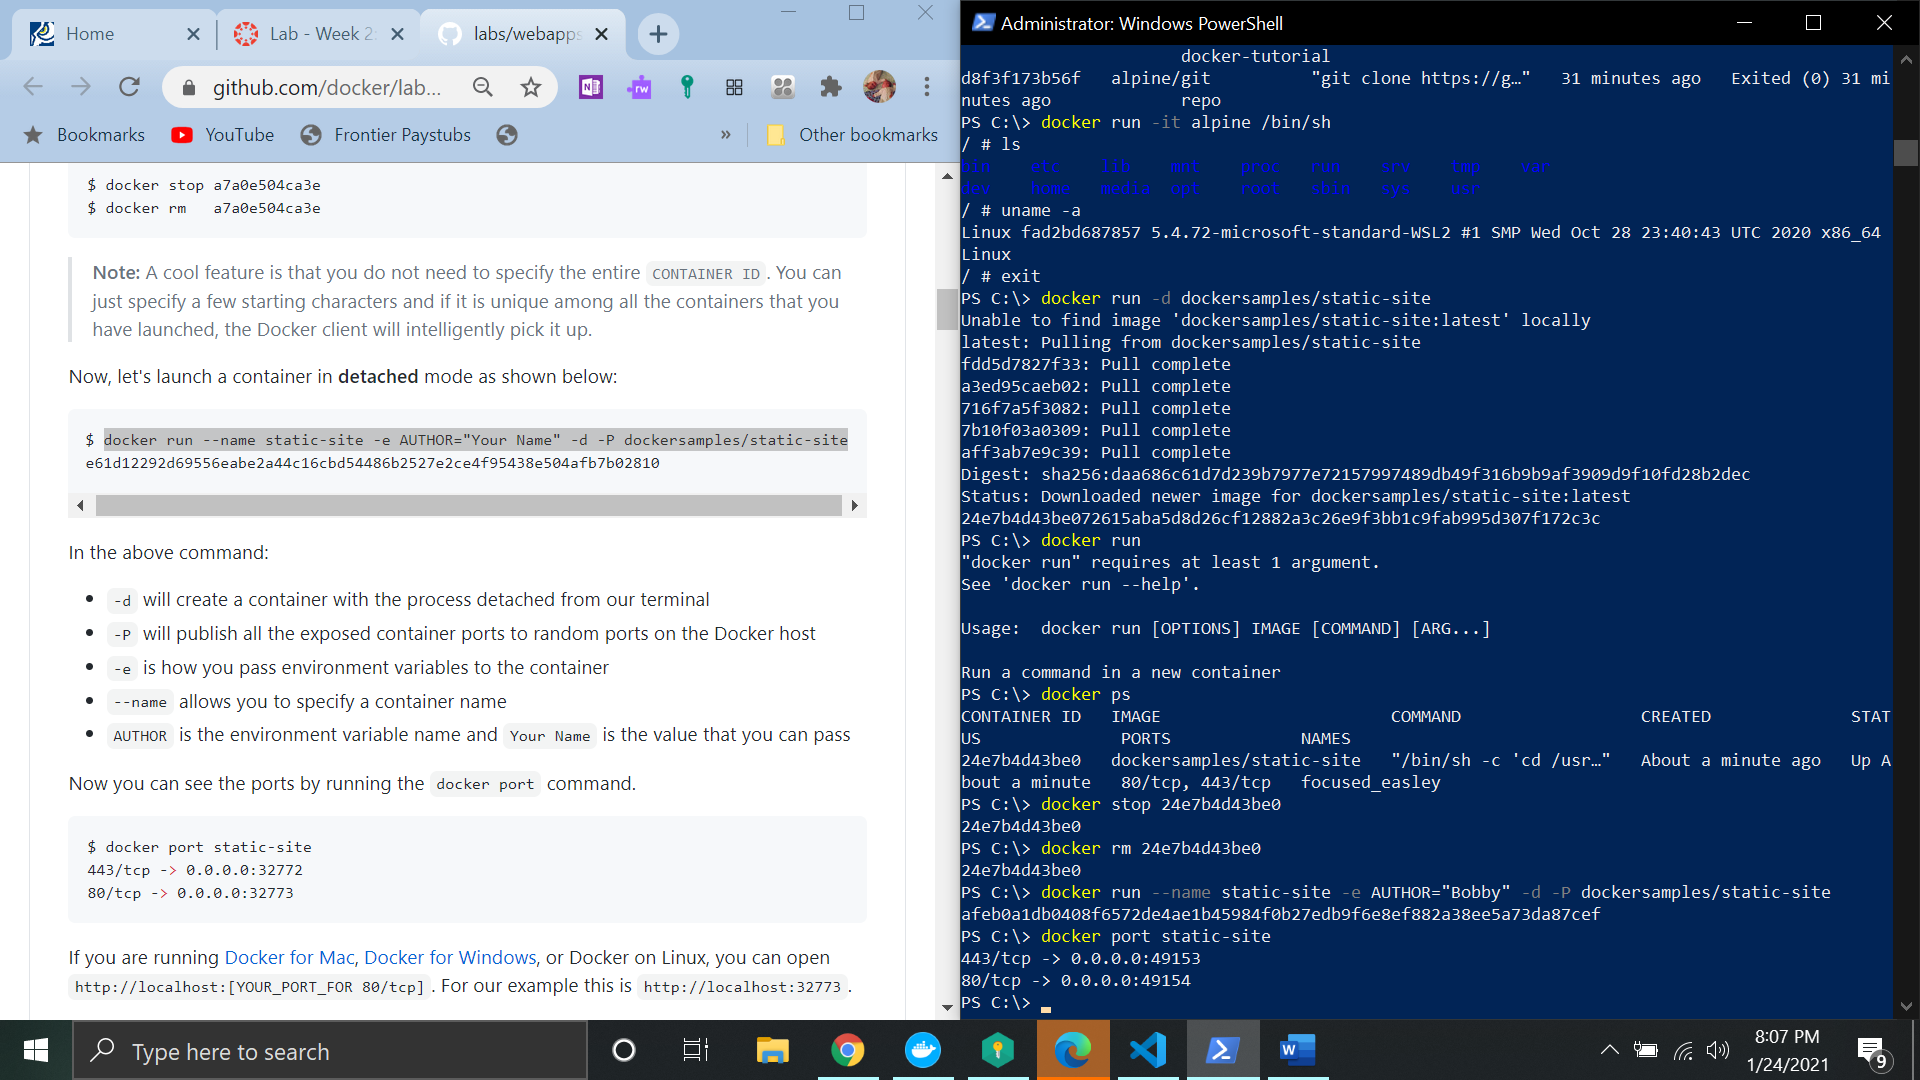 Home
Lab - Week 2
labs/webapps
github.com/docker/lab...
Bookmarks
YouTube
Frontier Paystubs
»
Other bookmarks
$ docker stop a7a0e504ca3e
$ docker rm   a7a0e504ca3e
Note: A cool feature is that you do not need to specify the entire CONTAINER ID. You can
just specify a few starting characters and if it is unique among all the containers that you
have launched, the Docker client will intelligently pick it up.
Now, let's launch a container in detached mode as shown below:
$ docker run --name static-site -e AUTHOR="Your Name" -d -P dockersamples/static-site
e61d12292d69556eabe2a44c16cbd54486b2527e2ce4f95438e504afb7b02810
In the above command:
-d will create a container with the process detached from our terminal
-P will publish all the exposed container ports to random ports on the Docker host
-e is how you pass environment variables to the container
--name allows you to specify a container name
AUTHOR is the environment variable name and Your Name is the value that you can pass
Now you can see the ports by running the docker port command.
$ docker port static-site
443/tcp -> 0.0.0.0:32772
80/tcp -> 0.0.0.0:32773
If you are running Docker for Mac, Docker for Windows, or Docker on Linux, you can open
http://localhost:[YOUR_PORT_FOR 80/tcp]. For our example this is http://localhost:32773.
Administrator: Windows PowerShell
docker-tutorial
d8f3f173b56f   alpine/git             "git clone https://g…"   31 minutes ago   Exited (0) 31 mi
nutes ago             repo
PS C:\> docker run -it alpine /bin/sh
/ # ls
bin    etc    lib    mnt    proc   run    srv    tmp    var
dev    home   media  opt    root   sbin   sys    usr
/ # uname -a
Linux fad2bd687857 5.4.72-microsoft-standard-WSL2 #1 SMP Wed Oct 28 23:40:43 UTC 2020 x86_64
Linux
/ # exit
PS C:\> docker run -d dockersamples/static-site
Unable to find image 'dockersamples/static-site:latest' locally
latest: Pulling from dockersamples/static-site
fdd5d7827f33: Pull complete
a3ed95caeb02: Pull complete
716f7a5f3082: Pull complete
7b10f03a0309: Pull complete
aff3ab7e9c39: Pull complete
Digest: sha256:daa686c61d7d239b7977e72157997489db49f316b9b9af3909d9f10fd28b2dec
Status: Downloaded newer image for dockersamples/static-site:latest
24e7b4d43be072615aba5d8d26cf12882a3c26e9f3bb1c9fab995d307f172c3c
PS C:\> docker run
"docker run" requires at least 1 argument.
See 'docker run --help'.
Usage:  docker run [OPTIONS] IMAGE [COMMAND] [ARG...]
Run a command in a new container
PS C:\> docker ps
CONTAINER ID   IMAGE                       COMMAND                  CREATED              STAT
US              PORTS             NAMES
24e7b4d43be0   dockersamples/static-site   "/bin/sh -c 'cd /usr…"   About a minute ago   Up A
bout a minute   80/tcp, 443/tcp   focused_easley
PS C:\> docker stop 24e7b4d43be0
24e7b4d43be0
PS C:\> docker rm 24e7b4d43be0
24e7b4d43be0
PS C:\> docker run --name static-site -e AUTHOR="Bobby" -d -P dockersamples/static-site
afeb0a1db0408f6572de4ae1b45984f0b27edb9f6e8ef882a38ee5a73da87cef
PS C:\> docker port static-site
443/tcp -> 0.0.0.0:49153
80/tcp -> 0.0.0.0:49154
PS C:\>
Type here to search
8:07 PM
1/24/2021
9